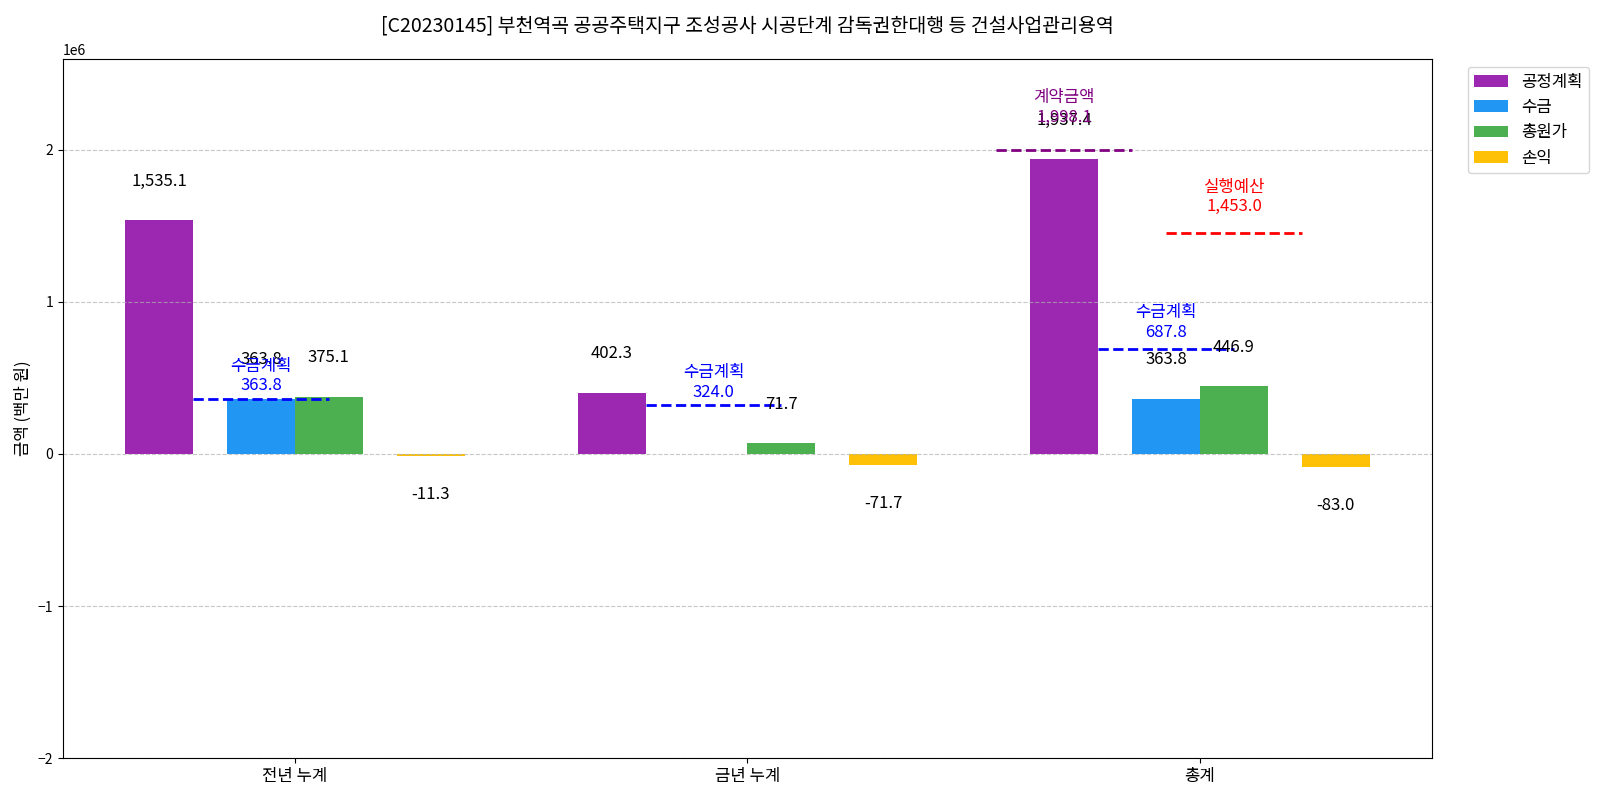 [C20230145] 부천역곡 공공주택지구 조성공사 시공단계 감독권한대행 등 건설사업관리용역
1e6
공정계획
수금
총원가
손익
계약금액
1,998.1
1,937.4
실행예산
1,453.0
1,535.1
수금계획
687.8
363.8
446.9
363.8
수금계획
363.8
375.1
402.3
수금계획
324.0
71.7
-11.3
-71.7
-83.0
금액 (백만 원)
2
1
0
−1
−2
전년 누계
금년 누계
총계